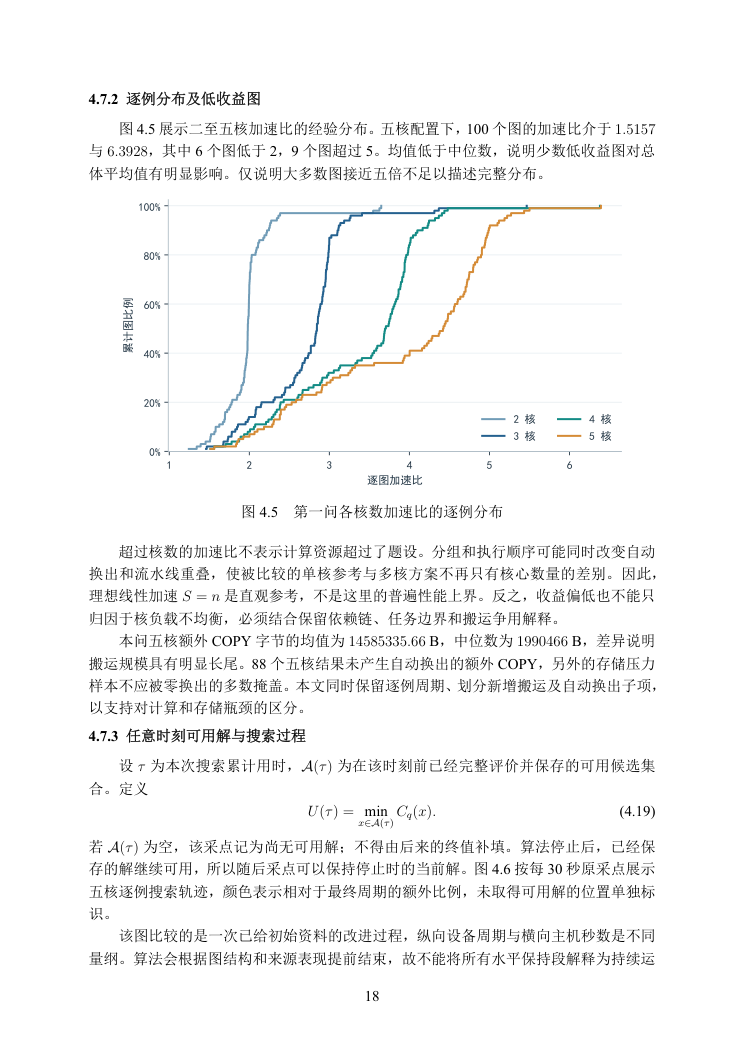 4.7.2 逐例分布及低收益图
图 4.5 展示二至五核加速比的经验分布。五核配置下，100 个图的加速比介于 1.5157
与 6.3928，其中 6 个图低于 2，9 个图超过 5。均值低于中位数，说明少数低收益图对总
体平均值有明显影响。仅说明大多数图接近五倍不足以描述完整分布。
100%
80%
60%
40%
20%
0%
累计图比例
1 2 3 4 5 6
逐图加速比
2 核 4 核
3 核 5 核
图 4.5 第一问各核数加速比的逐例分布
超过核数的加速比不表示计算资源超过了题设。分组和执行顺序可能同时改变自动
换出和流水线重叠，使被比较的单核参考与多核方案不再只有核心数量的差别。因此，
理想线性加速 S = n 是直观参考，不是这里的普遍性能上界。反之，收益偏低也不能只
归因于核负载不均衡，必须结合保留依赖链、任务边界和搬运争用解释。
本问五核额外 COPY 字节的均值为 14585335.66 B，中位数为 1990466 B，差异说明
搬运规模具有明显长尾。88 个五核结果未产生自动换出的额外 COPY，另外的存储压力
样本不应被零换出的多数掩盖。本文同时保留逐例周期、划分新增搬运及自动换出子项，
以支持对计算和存储瓶颈的区分。
4.7.3 任意时刻可用解与搜索过程
设 τ 为本次搜索累计用时，𝒜(τ) 为在该时刻前已经完整评价并保存的可用候选集
合。定义
U(τ) = min_{x∈𝒜(τ)} C_q(x). (4.19)
若 𝒜(τ) 为空，该采点记为尚无可用解；不得由后来的终值补填。算法停止后，已经保
存的解继续可用，所以随后采点可以保持停止时的当前解。图 4.6 按每 30 秒原采点展示
五核逐例搜索轨迹，颜色表示相对于最终周期的额外比例，未取得可用解的位置单独标
识。
该图比较的是一次已给初始资料的改进过程，纵向设备周期与横向主机秒数是不同
量纲。算法会根据图结构和来源表现提前结束，故不能将所有水平保持段解释为持续运
18